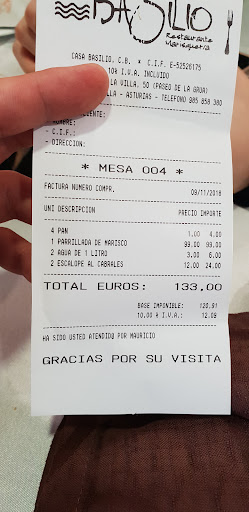 BASILIO
Restaurante
Marisquería
CASA BASILIO, C.B. * C.I.F. E-52526175
10% I.V.A. INCLUIDO
LA VILLA, 50 (PASEO DE LA GRUA)
- ASTURIAS - TELEFONO 985 858 380
- C.I.F.:
- DIRECCION:
* MESA 004 *
FACTURA NUMERO COMPR. 09/11/2018
UNI DESCRIPCION PRECIO IMPORTE
4 PAN 1.00 4.00
1 PARRILLADA DE MARISCO 99.00 99.00
2 AGUA DE 1 LITRO 3.00 6.00
2 ESCALOPE AL CABRALES 12.00 24.00
TOTAL EUROS: 133.00
BASE IMPONIBLE: 120.91
10.00 % I.V.A.: 12.09
HA SIDO USTED ATENDIDO POR MAURICIO
GRACIAS POR SU VISITA